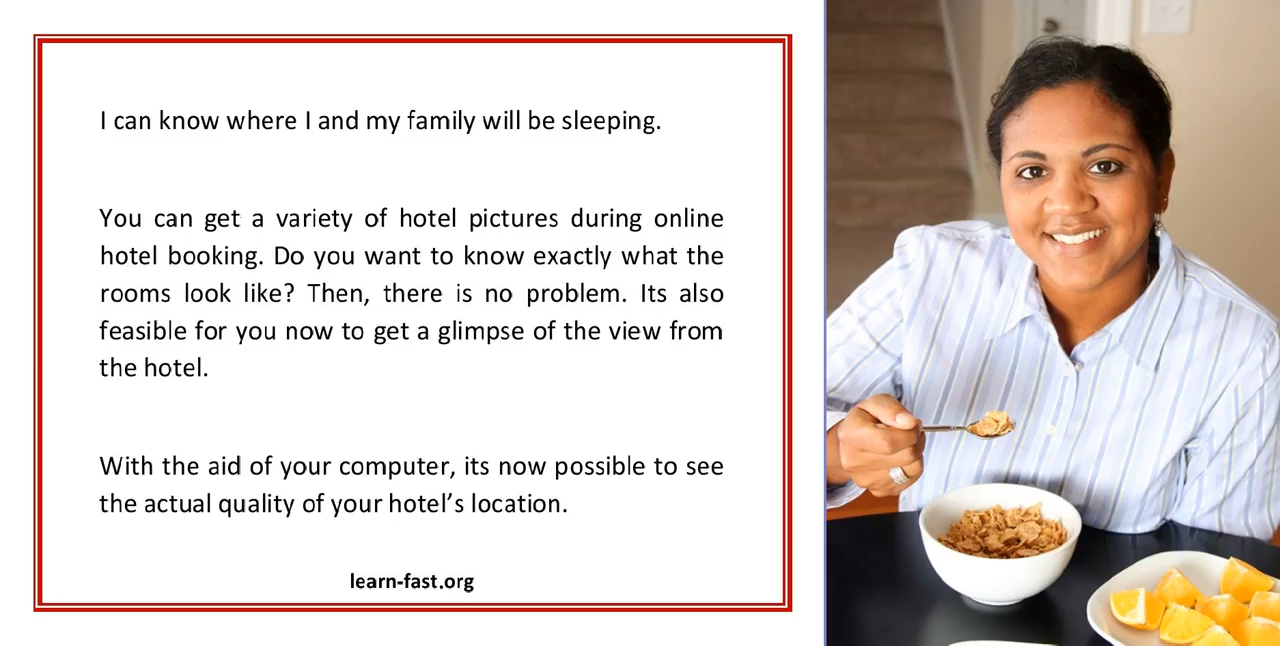 I can know where I and my family will be sleeping.
You can get a variety of hotel pictures during online
hotel booking. Do you want to know exactly what the
rooms look like? Then, there is no problem. Its also
feasible for you now to get a glimpse of the view from
the hotel.
With the aid of your computer, its now possible to see
the actual quality of your hotel’s location.
learn-fast.org